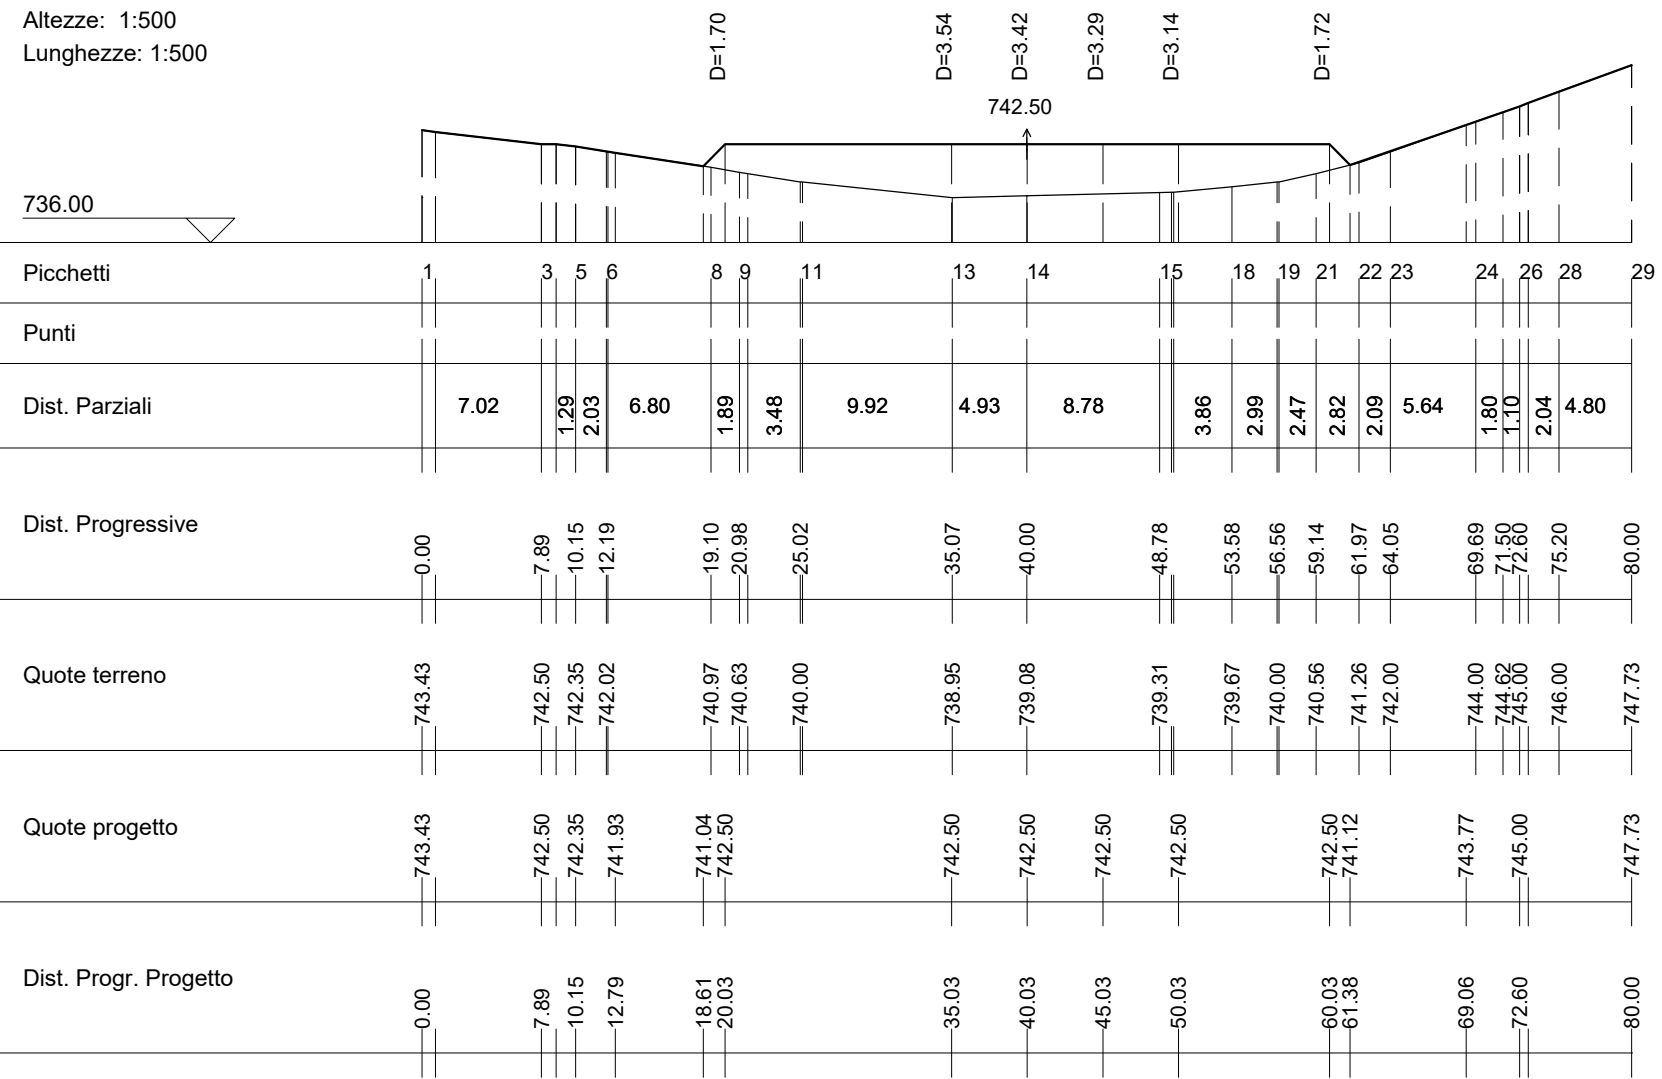 Altezze: 1:500
Lunghezze: 1:500
D=1.70 D=3.54 D=3.42 D=3.29 D=3.14 D=1.72
742.50
736.00
Picchetti 1 3 5 6 8 9 11 13 14 15 18 19 21 22 23 24 26 28 29
Punti
Dist. Parziali 7.02 1.29 2.03 6.80 1.89 3.48 9.92 4.93 8.78 3.86 2.99 2.47 2.82 2.09 5.64 1.80 1.10 2.04 4.80
Dist. Progressive 0.00 7.89 10.15 12.19 19.10 20.98 25.02 35.07 40.00 48.78 53.58 56.56 59.14 61.97 64.05 69.69 71.50 72.60 75.20 80.00
Quote terreno 743.43 742.50 742.35 742.02 740.97 740.63 740.00 738.95 739.08 739.31 739.67 740.00 740.56 741.26 742.00 744.00 744.62 745.00 746.00 747.73
Quote progetto 743.43 742.50 742.35 741.93 741.04 742.50 742.50 742.50 742.50 742.50 742.50 741.12 743.77 745.00 747.73
Dist. Progr. Progetto 0.00 7.89 10.15 12.79 18.61 20.03 35.03 40.03 45.03 50.03 60.03 61.38 69.06 72.60 80.00